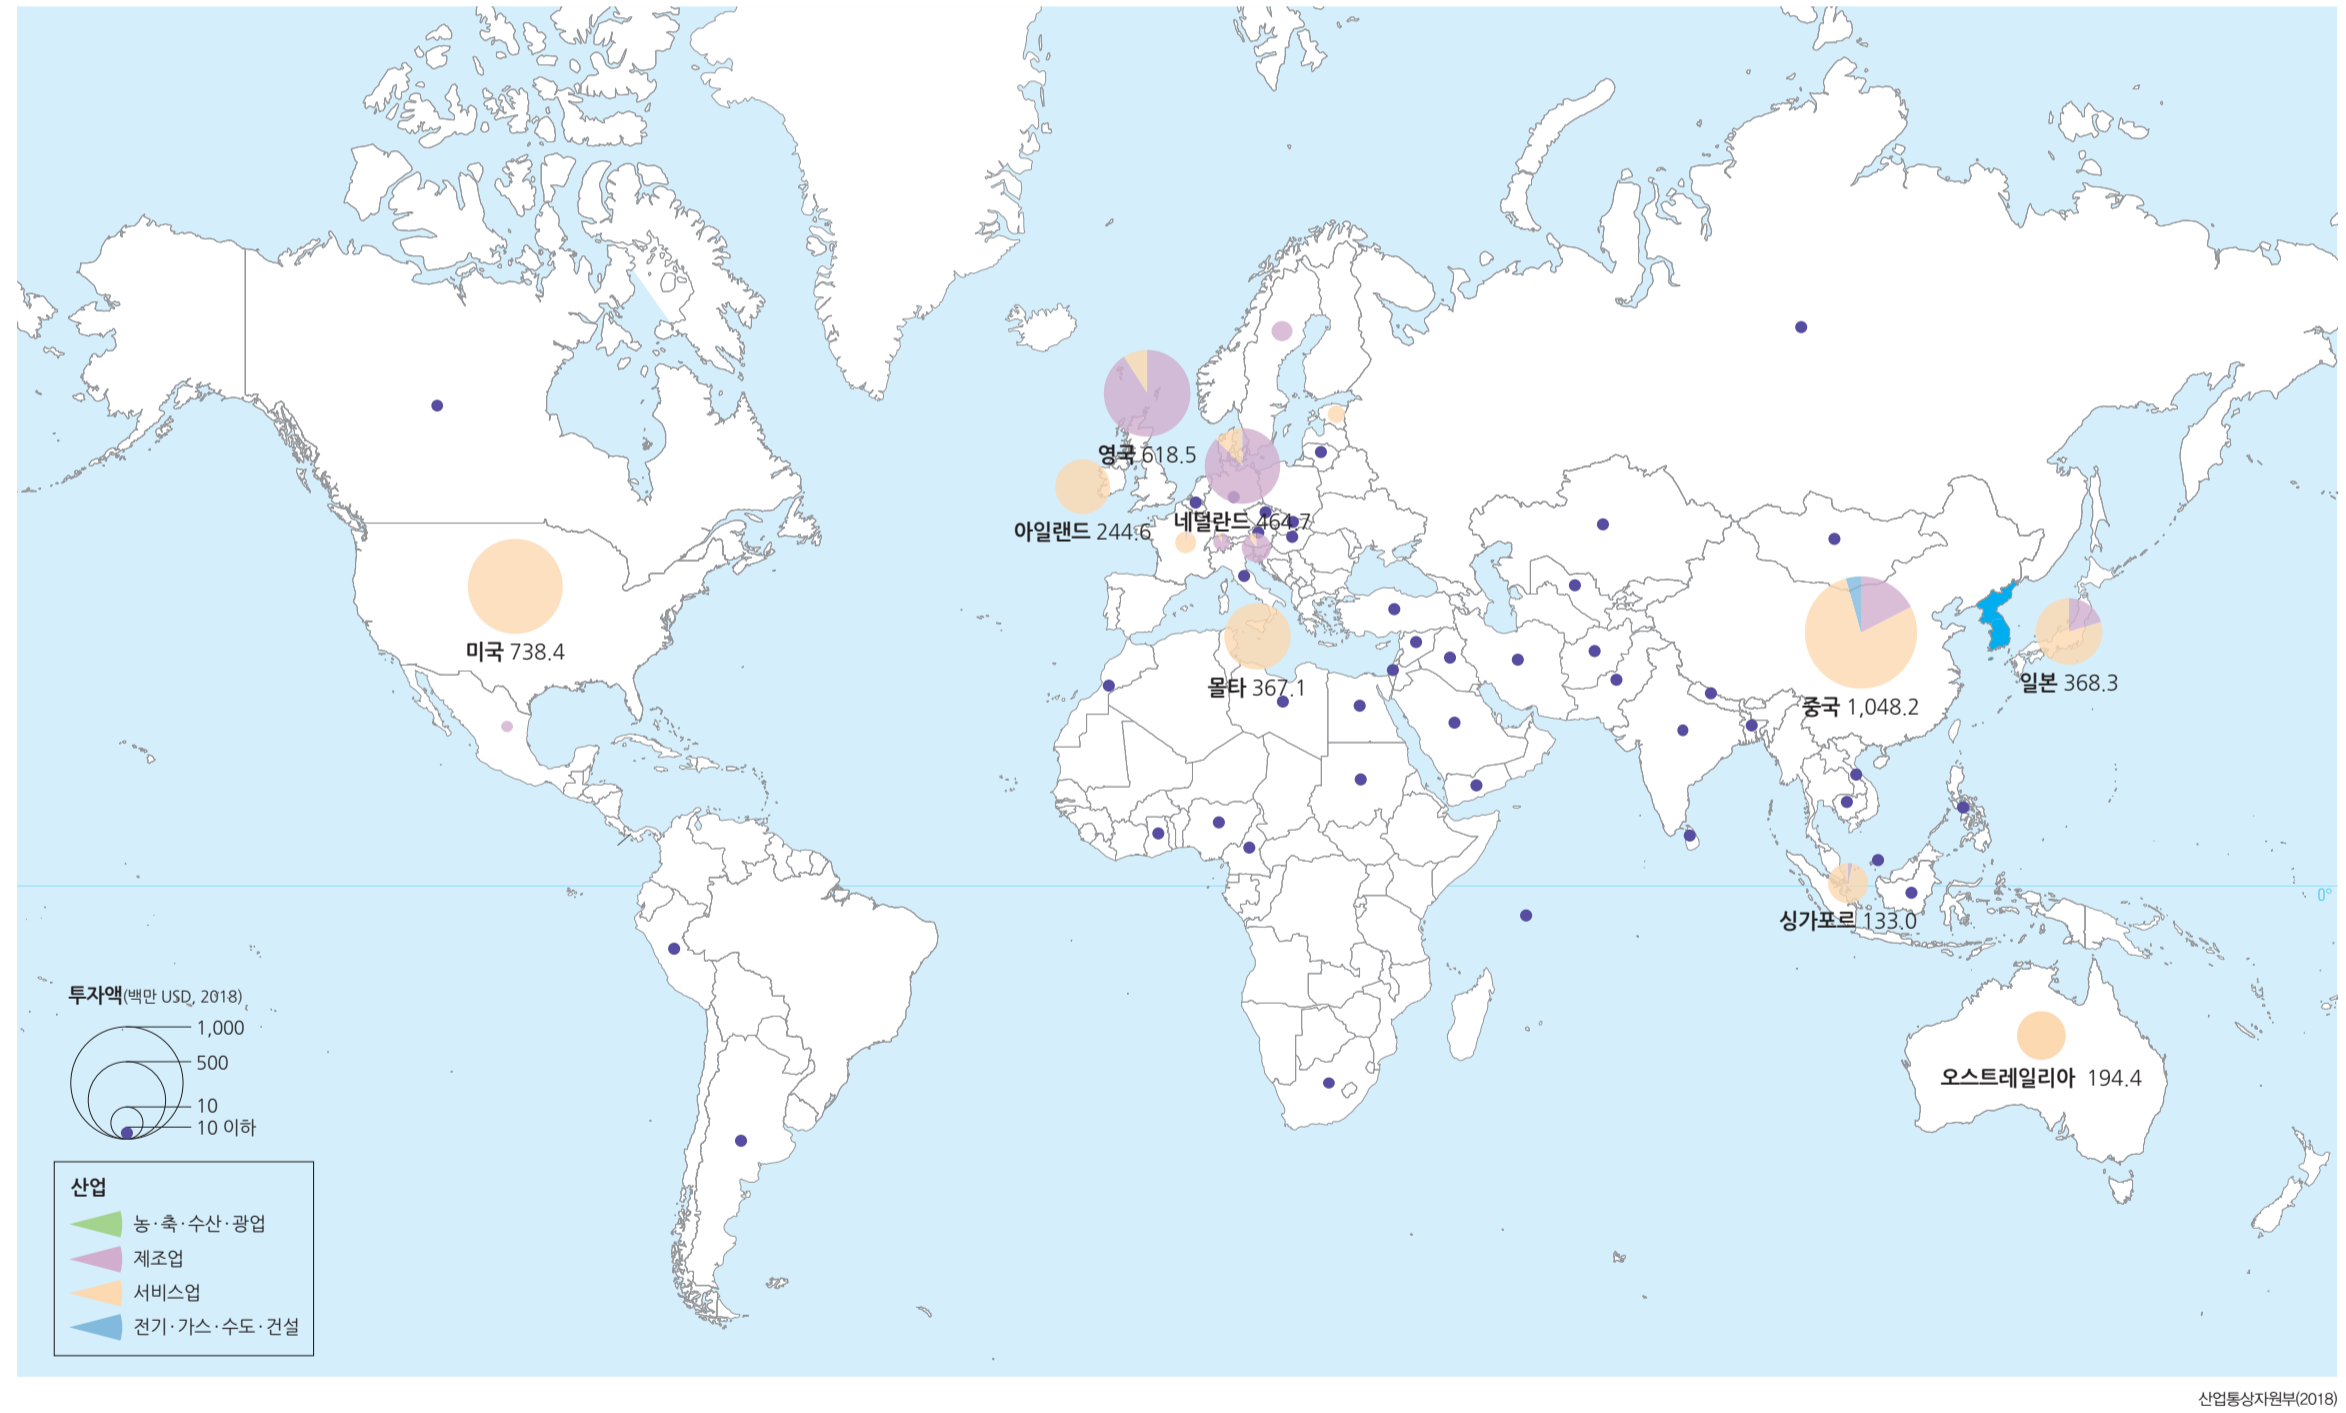 영국 618.5
네덜란드 464.7
아일랜드 244.6
미국 738.4
몰타 367.1
일본 368.3
중국 1,048.2
0°
싱가포르 133.0
오스트레일리아 194.4
투자액(백만 USD, 2018)
1,000
500
10
10 이하
산업
농·축·수산·광업
제조업
서비스업
전기·가스·수도·건설
산업통상자원부(2018)